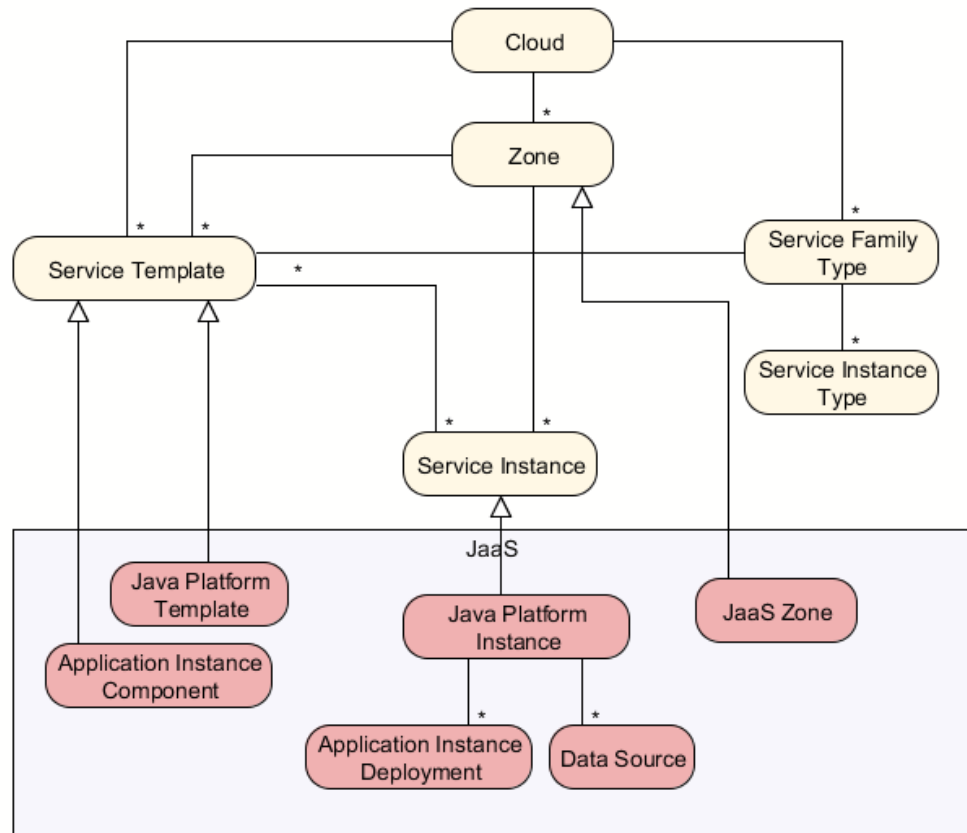 Cloud
*
Zone
* *
*
Service Template
*
Service Family
Type
*
Service Instance
Type
* *
Service Instance
JaaS
Java Platform
Template
Java Platform
Instance
JaaS Zone
Application Instance
Component
* *
Application Instance
Deployment
Data Source